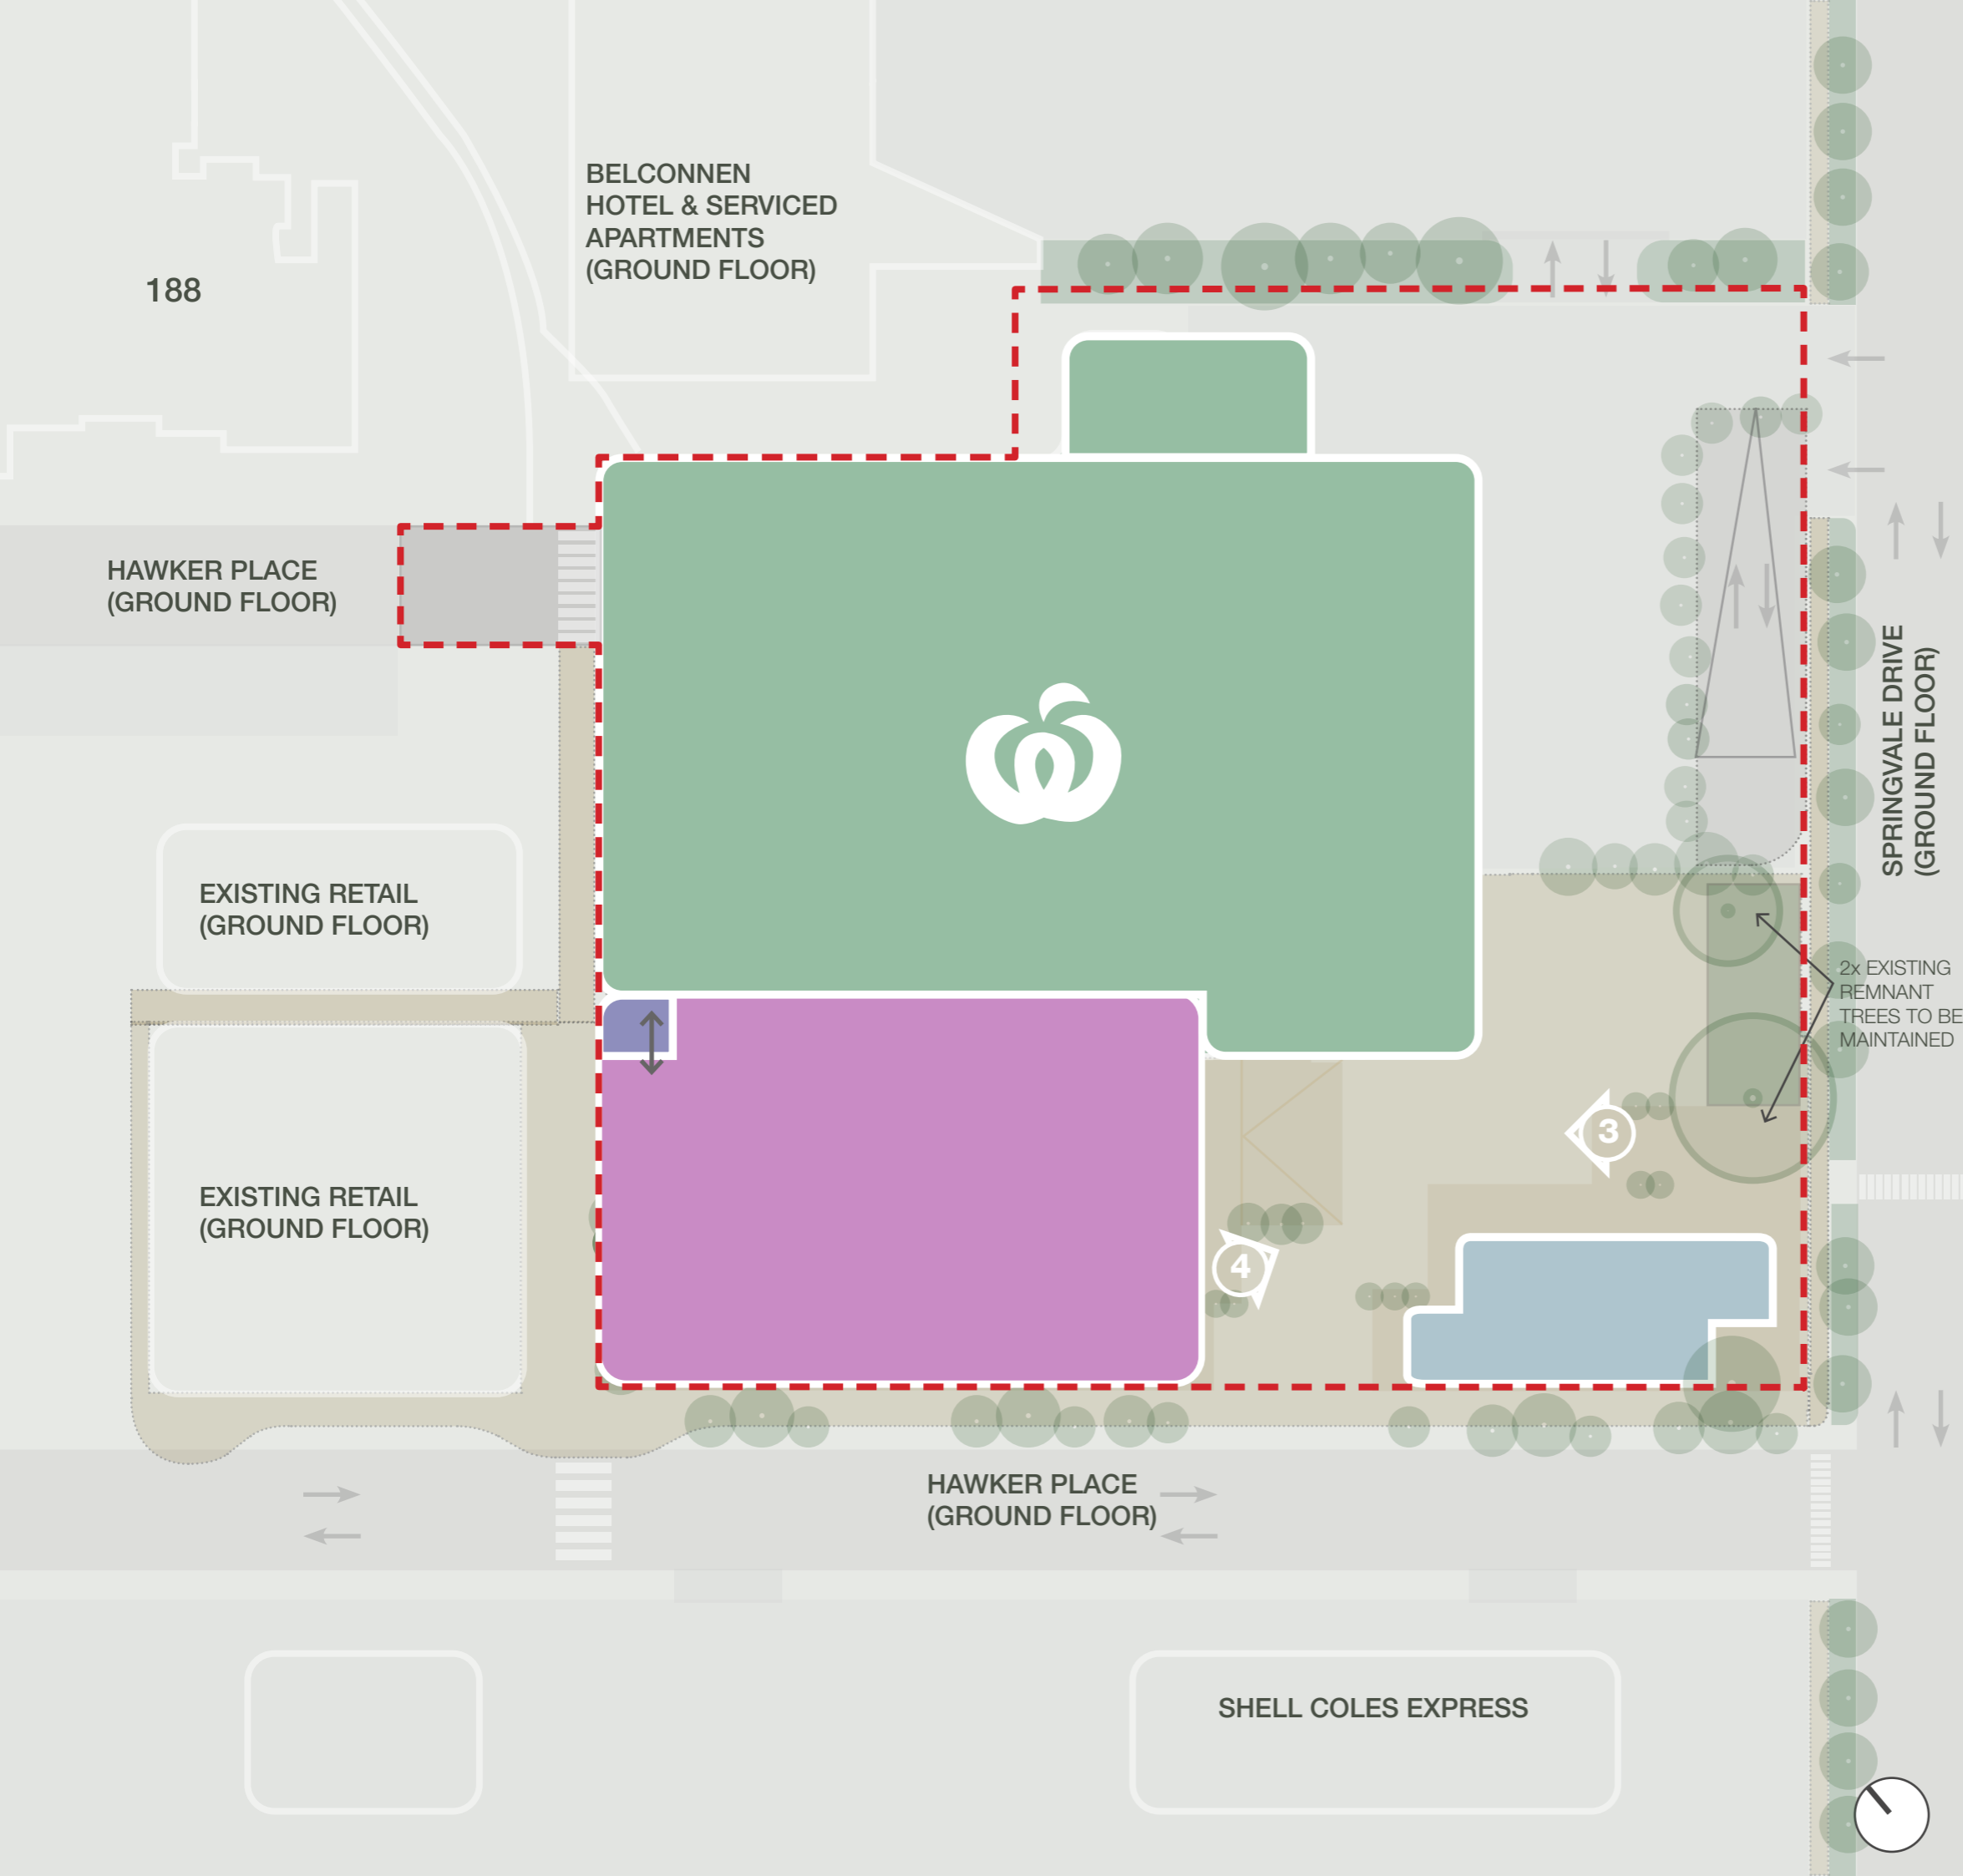 BELCONNEN
HOTEL & SERVICED
APARTMENTS
(GROUND FLOOR)
188
HAWKER PLACE
(GROUND FLOOR)
SPRINGVALE DRIVE
(GROUND FLOOR)
EXISTING RETAIL
(GROUND FLOOR)
2x EXISTING
REMNANT
TREES TO BE
MAINTAINED
3
EXISTING RETAIL
(GROUND FLOOR)
4
HAWKER PLACE
(GROUND FLOOR)
SHELL COLES EXPRESS